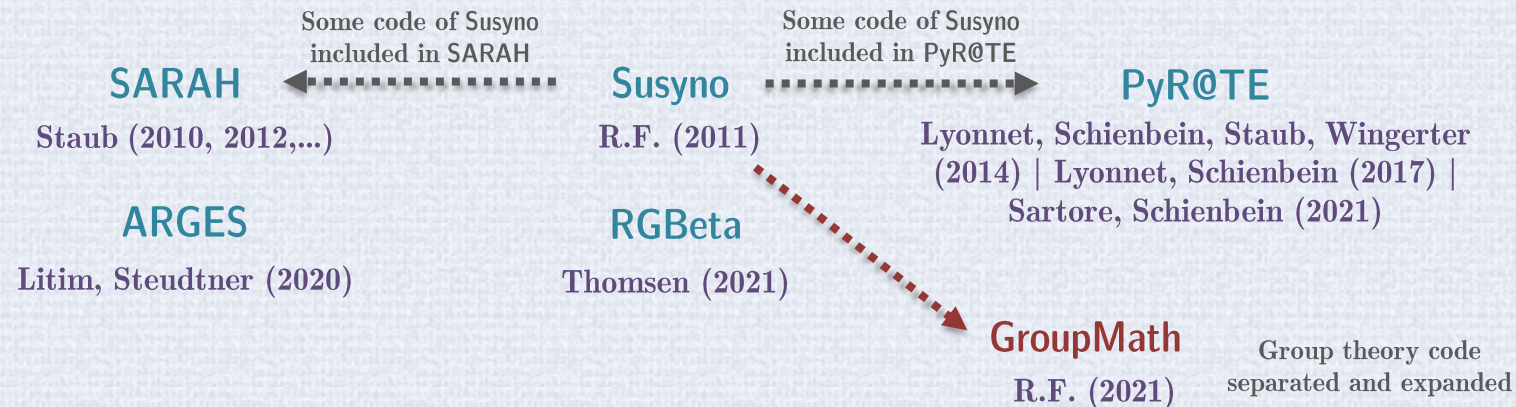 Some code of Susyno
included in SARAH
Some code of Susyno
included in PyR@TE
SARAH
Susyno
PyR@TE
Staub (2010, 2012,...)
R.F. (2011)
Lyonnet, Schienbein, Staub, Wingerter
(2014) | Lyonnet, Schienbein (2017) |
Sartore, Schienbein (2021)
ARGES
RGBeta
Litim, Steudtner (2020)
Thomsen (2021)
GroupMath
R.F. (2021)
Group theory code
separated and expanded